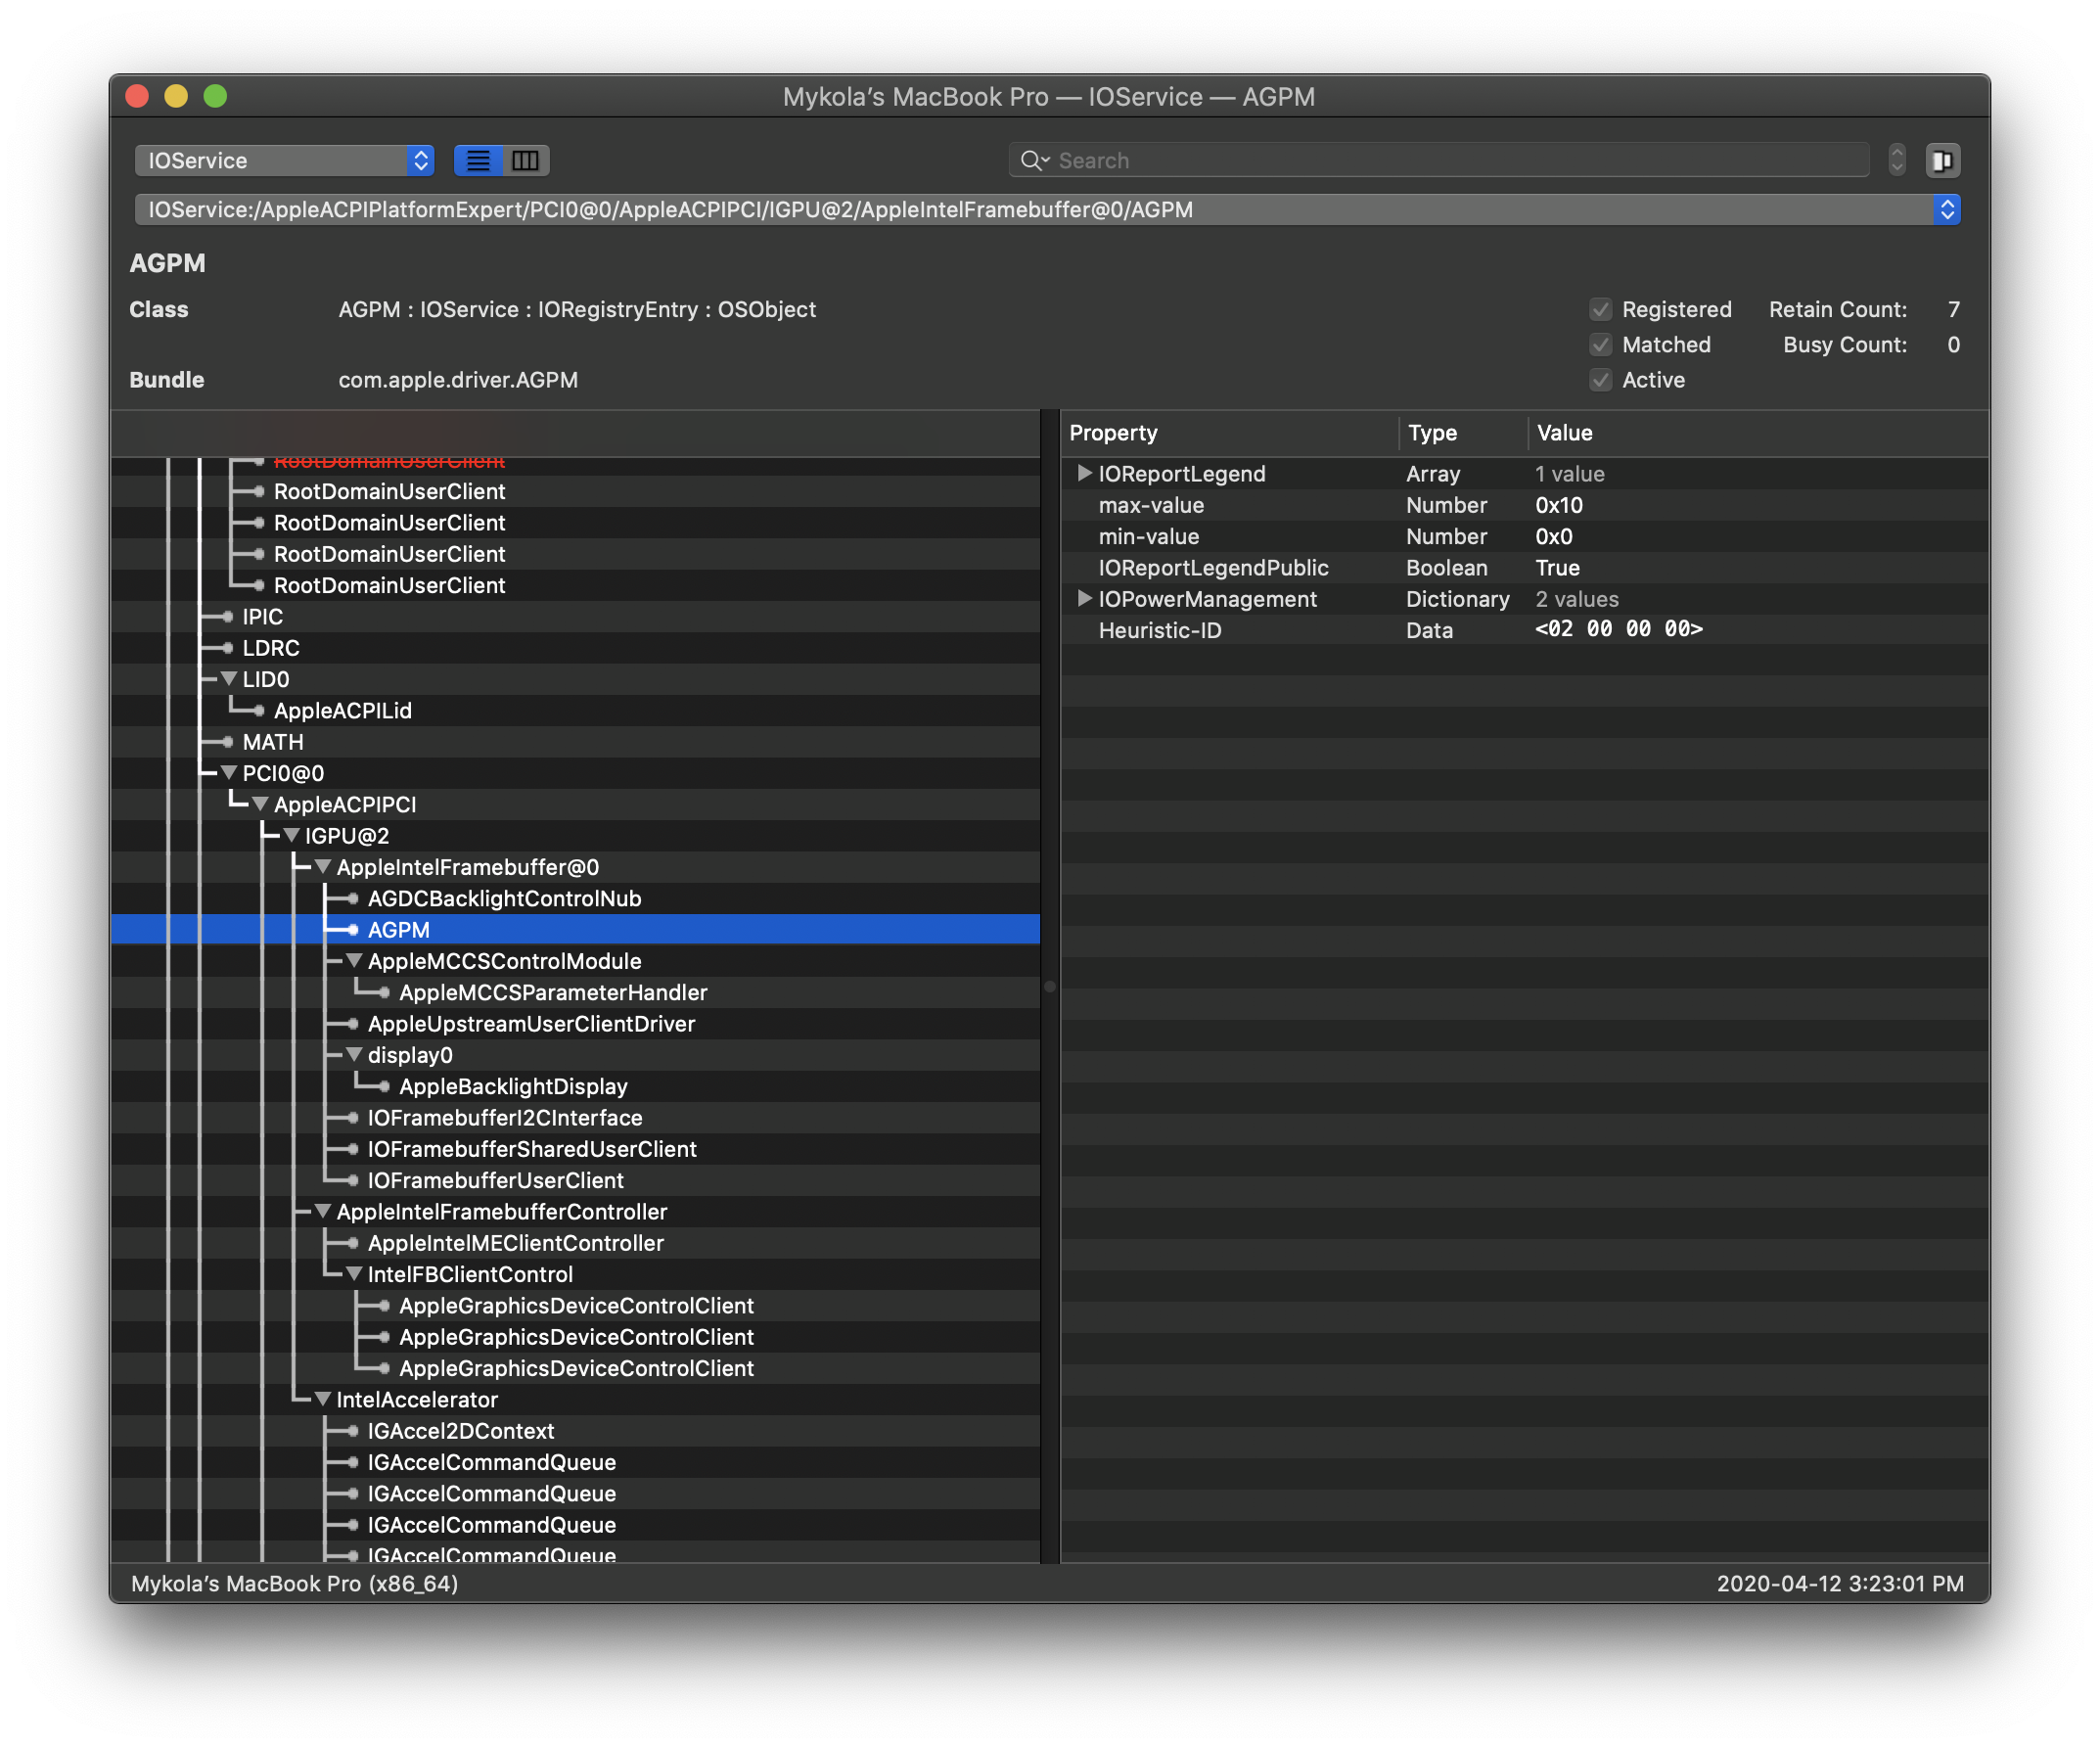 Mykola’s MacBook Pro — IOService — AGPM
IOService
Search
IOService:/AppleACPIPlatformExpert/PCI0@0/AppleACPIPCI/IGPU@2/AppleIntelFramebuffer@0/AGPM
AGPM
Class AGPM : IOService : IORegistryEntry : OSObject
Registered Retain Count: 7
Matched Busy Count: 0
Bundle com.apple.driver.AGPM
Active
RootDomainUserClient
RootDomainUserClient
RootDomainUserClient
RootDomainUserClient
RootDomainUserClient
IPIC
LDRC
LID0
AppleACPILid
MATH
PCI0@0
AppleACPIPCI
IGPU@2
AppleIntelFramebuffer@0
AGDCBacklightControlNub
AGPM
AppleMCCSControlModule
AppleMCCSParameterHandler
AppleUpstreamUserClientDriver
display0
AppleBacklightDisplay
IOFramebufferI2CInterface
IOFramebufferSharedUserClient
IOFramebufferUserClient
AppleIntelFramebufferController
AppleIntelMEClientController
IntelFBClientControl
AppleGraphicsDeviceControlClient
AppleGraphicsDeviceControlClient
AppleGraphicsDeviceControlClient
IntelAccelerator
IGAccel2DContext
IGAccelCommandQueue
IGAccelCommandQueue
IGAccelCommandQueue
IGAccelCommandQueue
Property Type Value
IOReportLegend Array 1 value
max-value Number 0x10
min-value Number 0x0
IOReportLegendPublic Boolean True
IOPowerManagement Dictionary 2 values
Heuristic-ID Data <02 00 00 00>
Mykola’s MacBook Pro (x86_64)
2020-04-12 3:23:01 PM